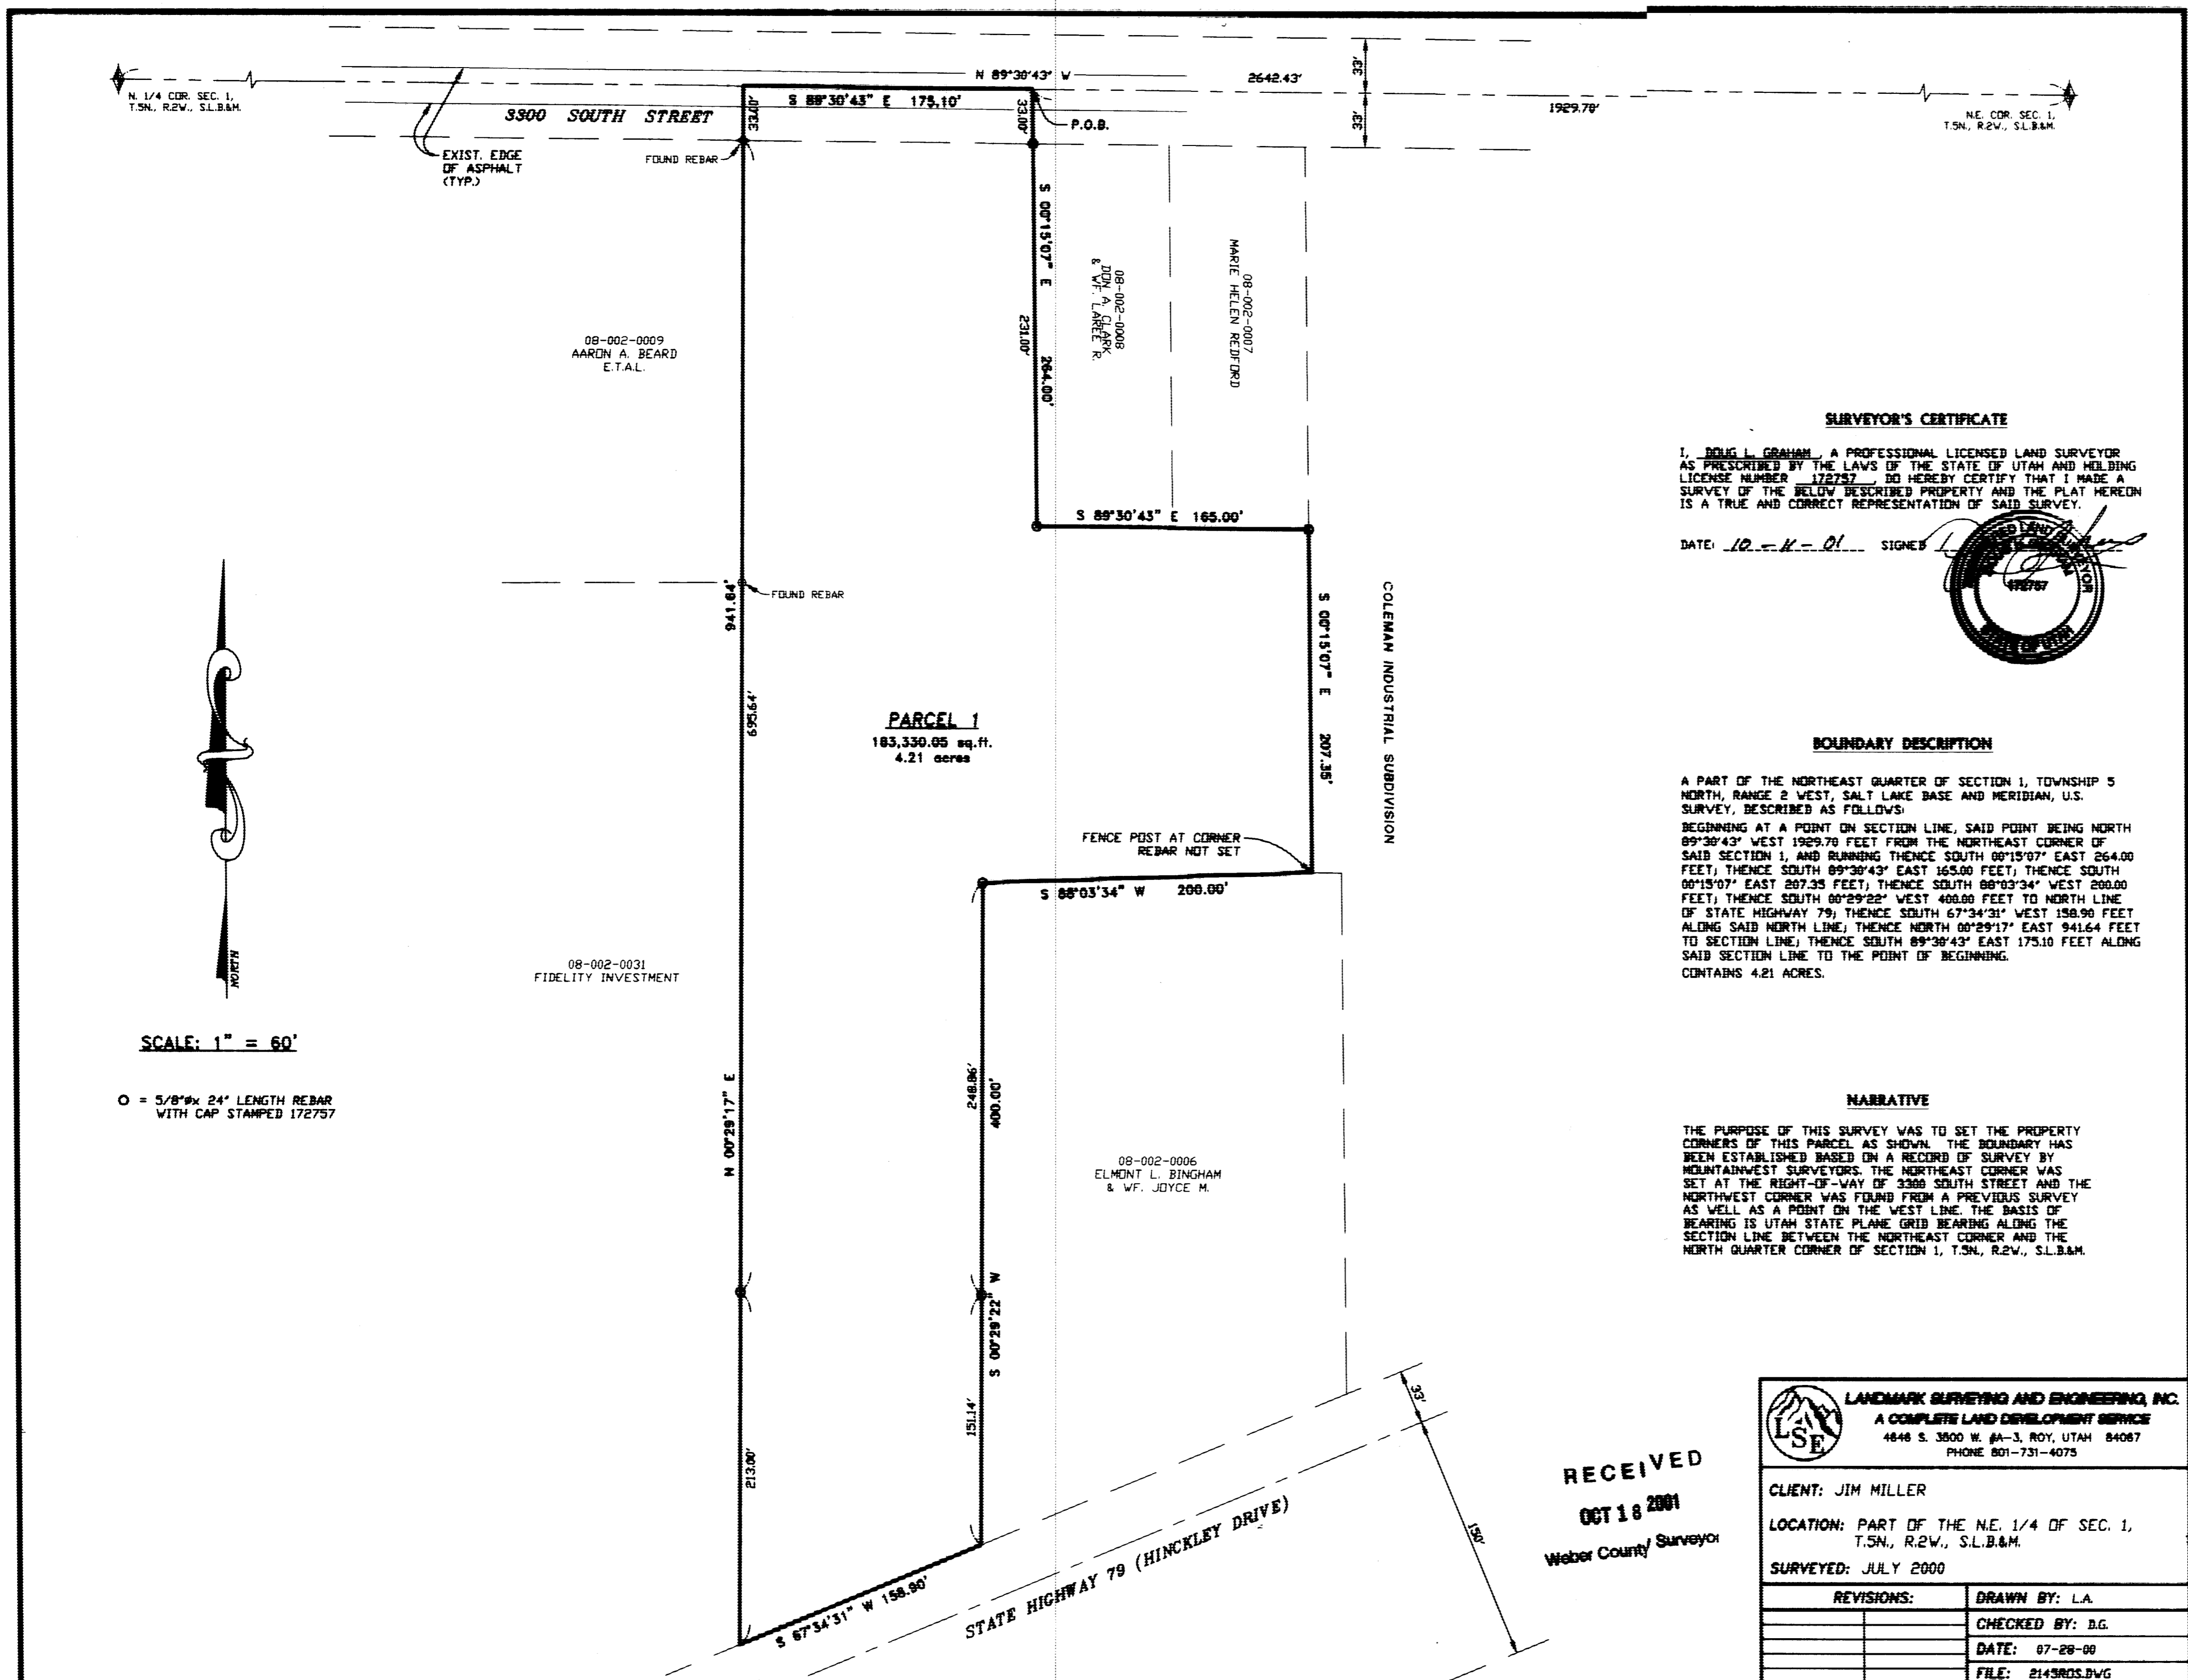 N 89°30'43" W
2642.43'
33'
33'
1929.70'
N. 1/4 COR. SEC. 1,
T.5N., R.2W., S.L.B.&M.
N.E. COR. SEC. 1,
T.5N., R.2W., S.L.B.&M.
S 89°30'43" E 175.10'
3300 SOUTH STREET
33.00'
33.00'
P.O.B.
EXIST. EDGE
OF ASPHALT
(TYP.)
FOUND REBAR
S 00°15'07" E 264.00'
231.00'
08-002-0008
DON A. CLARK
& WF. LAREE R.
08-002-0007
MARIE HELEN REDFORD
08-002-0009
AARON A. BEARD
E.T.A.L.
S 89°30'43" E 165.00'
FOUND REBAR
941.64'
695.64'
S 00°15'07" E 207.35'
COLEMAN INDUSTRIAL SUBDIVISION
PARCEL 1
183,330.05 sq.ft.
4.21 acres
FENCE POST AT CORNER
REBAR NOT SET
S 88°03'34" W 200.00'
08-002-0031
FIDELITY INVESTMENT
NORTH
SCALE: 1" = 60'
O = 5/8"øx 24" LENGTH REBAR
WITH CAP STAMPED 172757
N 00°29'17" E
248.86'
400.00'
08-002-0006
ELMONT L. BINGHAM
& WF. JOYCE M.
S 00°29'22" W
151.14'
213.00'
S 67°34'31" W 158.90'
STATE HIGHWAY 79 (HINCKLEY DRIVE)
33'
150'
RECEIVED
OCT 18 2001
Weber County Surveyor
SURVEYOR'S CERTIFICATE
I, DOUG L. GRAHAM, A PROFESSIONAL LICENSED LAND SURVEYOR
AS PRESCRIBED BY THE LAWS OF THE STATE OF UTAH AND HOLDING
LICENSE NUMBER 172757, DO HEREBY CERTIFY THAT I MADE A
SURVEY OF THE BELOW DESCRIBED PROPERTY AND THE PLAT HEREON
IS A TRUE AND CORRECT REPRESENTATION OF SAID SURVEY.
DATE: 10-11-01 SIGNED
172757
STATE OF UTAH
BOUNDARY DESCRIPTION
A PART OF THE NORTHEAST QUARTER OF SECTION 1, TOWNSHIP 5
NORTH, RANGE 2 WEST, SALT LAKE BASE AND MERIDIAN, U.S.
SURVEY, DESCRIBED AS FOLLOWS:
BEGINNING AT A POINT ON SECTION LINE, SAID POINT BEING NORTH
89°30'43" WEST 1929.70 FEET FROM THE NORTHEAST CORNER OF
SAID SECTION 1, AND RUNNING THENCE SOUTH 00°15'07" EAST 264.00
FEET; THENCE SOUTH 89°30'43" EAST 165.00 FEET; THENCE SOUTH
00°15'07" EAST 207.35 FEET; THENCE SOUTH 88°03'34" WEST 200.00
FEET; THENCE SOUTH 00°29'22" WEST 400.00 FEET TO NORTH LINE
OF STATE HIGHWAY 79; THENCE SOUTH 67°34'31" WEST 158.90 FEET
ALONG SAID NORTH LINE; THENCE NORTH 00°29'17" EAST 941.64 FEET
TO SECTION LINE; THENCE SOUTH 89°30'43" EAST 175.10 FEET ALONG
SAID SECTION LINE TO THE POINT OF BEGINNING.
CONTAINS 4.21 ACRES.
NARRATIVE
THE PURPOSE OF THIS SURVEY WAS TO SET THE PROPERTY
CORNERS OF THIS PARCEL AS SHOWN. THE BOUNDARY HAS
BEEN ESTABLISHED BASED ON A RECORD OF SURVEY BY
MOUNTAINWEST SURVEYORS. THE NORTHEAST CORNER WAS
SET AT THE RIGHT-OF-WAY OF 3300 SOUTH STREET AND THE
NORTHWEST CORNER WAS FOUND FROM A PREVIOUS SURVEY
AS WELL AS A POINT ON THE WEST LINE. THE BASIS OF
BEARING IS UTAH STATE PLANE GRID BEARING ALONG THE
SECTION LINE BETWEEN THE NORTHEAST CORNER AND THE
NORTH QUARTER CORNER OF SECTION 1, T.5N., R.2W., S.L.B.&M.
LSE
LANDMARK SURVEYING AND ENGINEERING, INC.
A COMPLETE LAND DEVELOPMENT SERVICE
4646 S. 3500 W. #A-3, ROY, UTAH 84067
PHONE 801-731-4075
CLIENT: JIM MILLER
LOCATION: PART OF THE N.E. 1/4 OF SEC. 1,
T.5N., R.2W., S.L.B.&M.
SURVEYED: JULY 2000
REVISIONS:
DRAWN BY: L.A.
CHECKED BY: D.G.
DATE: 07-28-00
FILE: 2145ROS.DWG